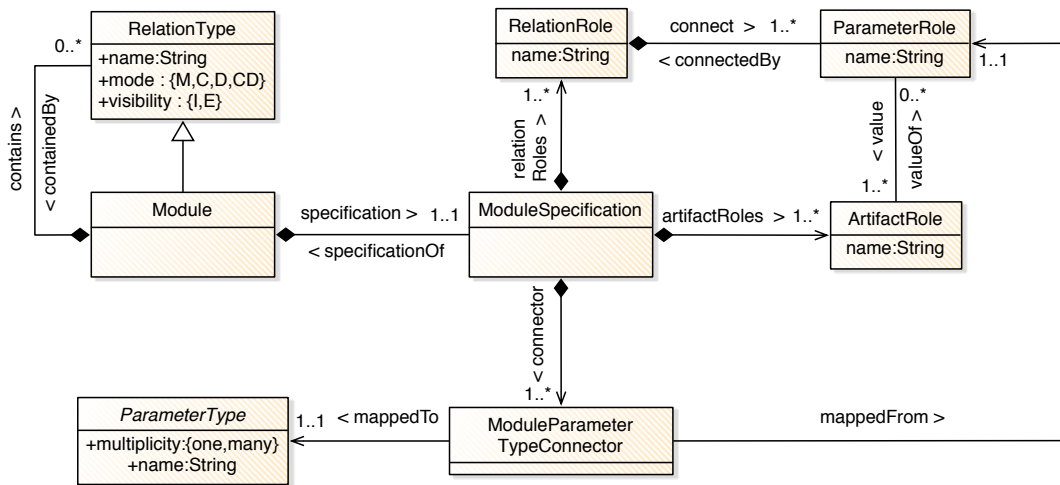 RelationType
+name:String
+mode : {M,C,D,CD}
+visibility : {I,E}
0..*
contains >
< containedBy
RelationRole
name:String
connect > 1..*
< connectedBy
ParameterRole
name:String
1..1
1..*
relation
Roles >
0..*
< value
valueOf >
1..*
Module
specification > 1..1
< specificationOf
ModuleSpecification
artifactRoles > 1..*
ArtifactRole
name:String
< connector
1..*
ParameterType
+multiplicity:{one,many}
+name:String
1..1
< mappedTo
ModuleParameter
TypeConnector
mappedFrom >